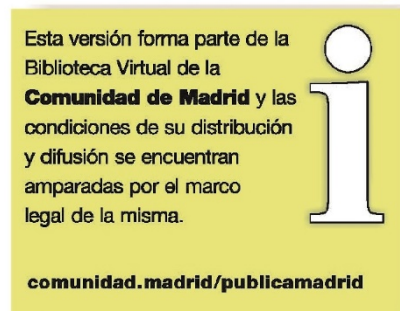 Esta versión forma parte de la
Biblioteca Virtual de la
Comunidad de Madrid y las
condiciones de su distribución
y difusión se encuentran
amparadas por el marco
legal de la misma.
i
comunidad.madrid/publicamadrid